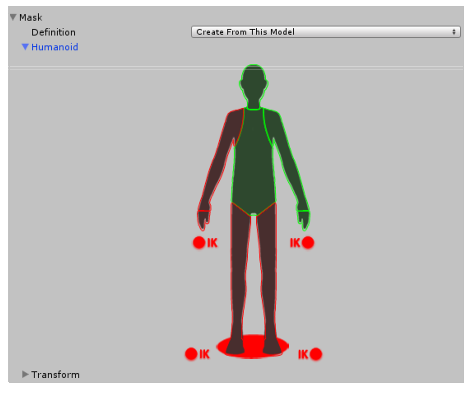 Mask
Definition Create From This Model
Humanoid
IK IK
IK IK
Transform